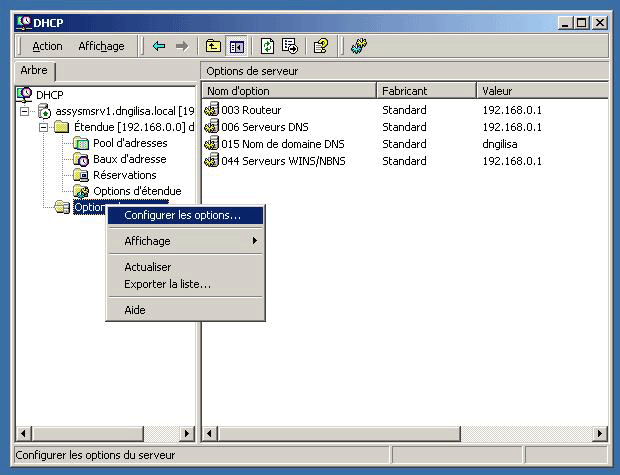 DHCP
Action Affichage
Arbre
Options de serveur
DHCP
assysmsrv1.dngilisa.local [19
Étendue [192.168.0.0] d
Pool d'adresses
Baux d'adresse
Réservations
Options d'étendue
Option
Nom d'option Fabricant Valeur
003 Routeur Standard 192.168.0.1
006 Serveurs DNS Standard 192.168.0.1
015 Nom de domaine DNS Standard dngilisa
044 Serveurs WINS/NBNS Standard 192.168.0.1
Configurer les options...
Affichage
Actualiser
Exporter la liste...
Aide
Configurer les options du serveur